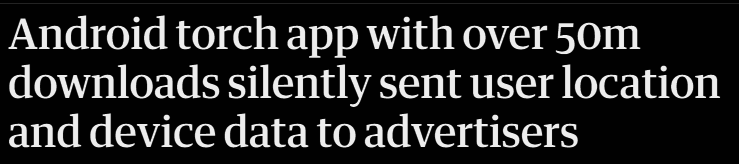 Android torch app with over 50m
downloads silently sent user location
and device data to advertisers